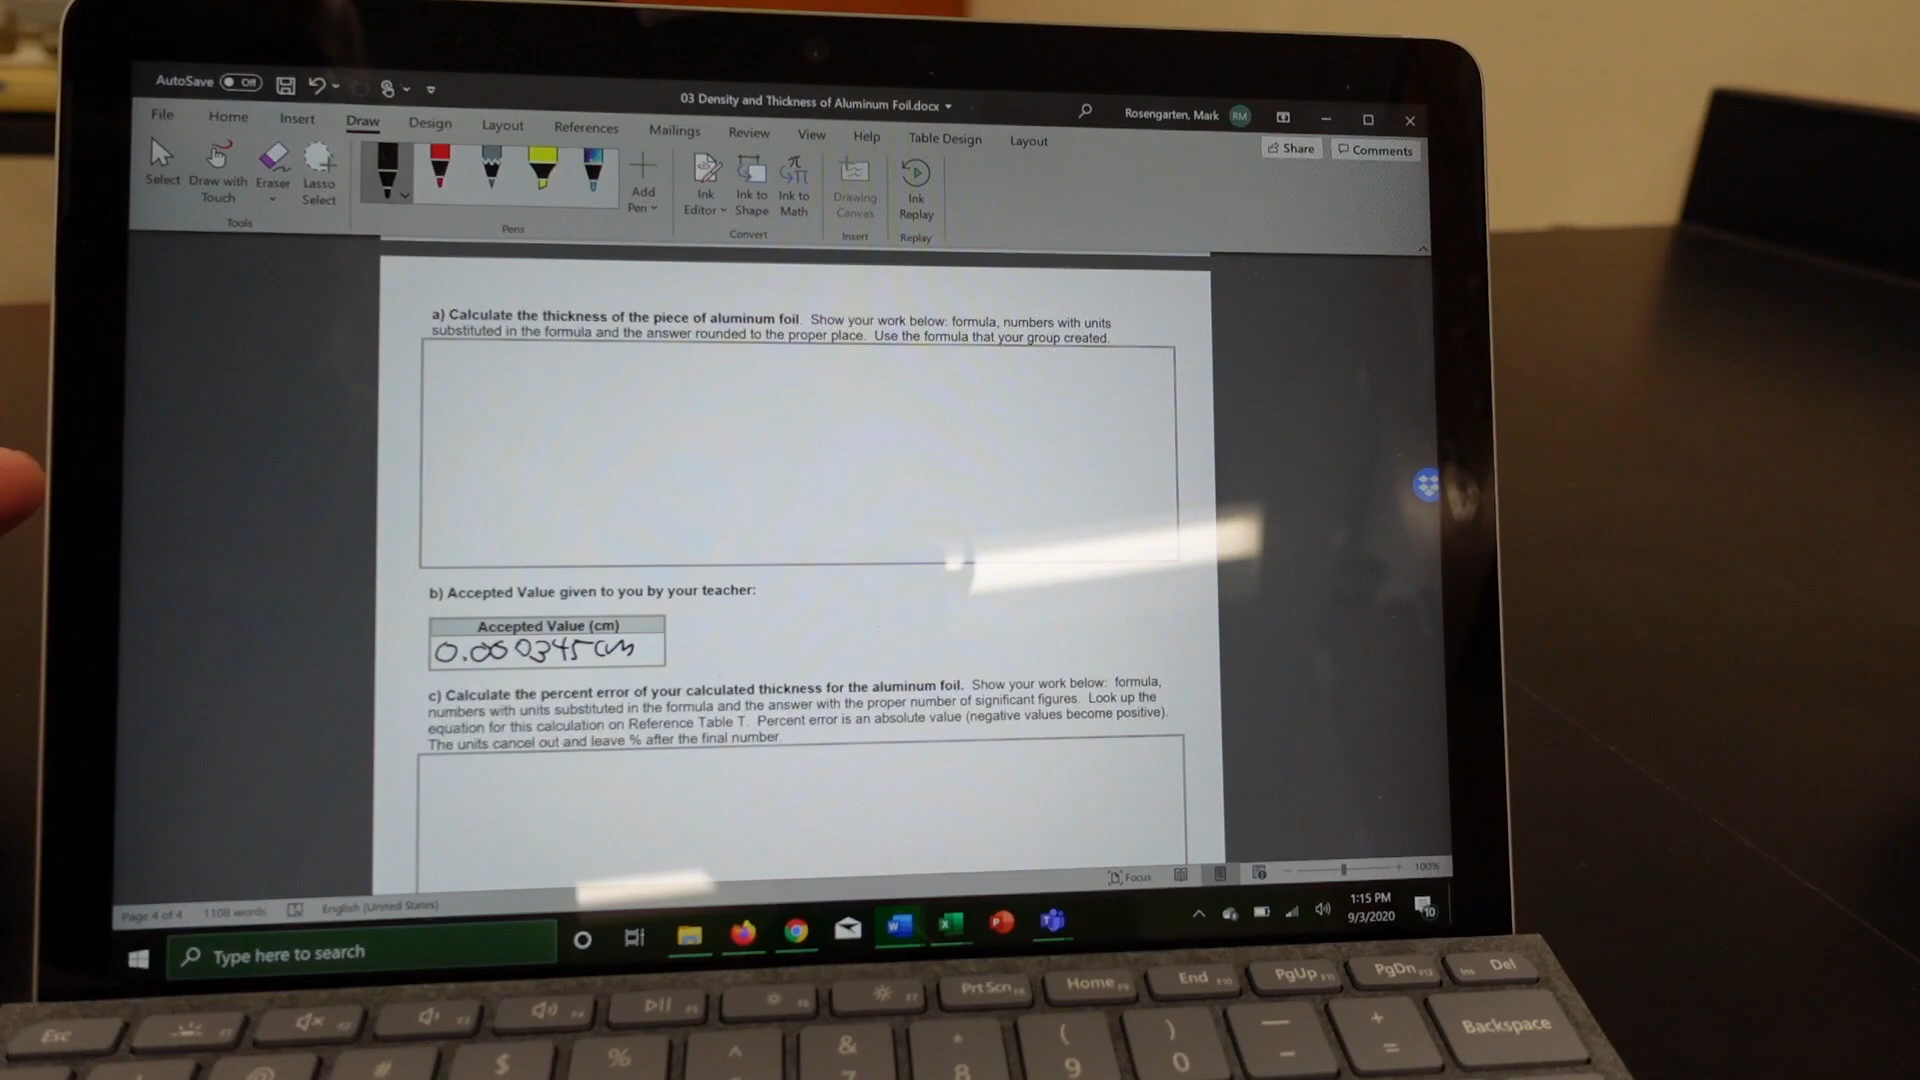 AutoSave Off
03 Density and Thickness of Aluminum Foil.docx
Rosengarten, Mark RM
File Home Insert Draw Design Layout References Mailings Review View Help Table Design Layout
Share Comments
Select Draw with Touch Eraser Lasso Select
Add Pen
Ink Editor Ink to Shape Ink to Math
Drawing Canvas
Ink Replay
Tools Pens Convert Insert Replay
a) Calculate the thickness of the piece of aluminum foil. Show your work below: formula, numbers with units
substituted in the formula and the answer rounded to the proper place. Use the formula that your group created.
b) Accepted Value given to you by your teacher:
Accepted Value (cm)
0.000345cm
c) Calculate the percent error of your calculated thickness for the aluminum foil. Show your work below: formula,
numbers with units substituted in the formula and the answer with the proper number of significant figures. Look up the
equation for this calculation on Reference Table T. Percent error is an absolute value (negative values become positive).
The units cancel out and leave % after the final number.
Page 4 of 4 1108 words English (United States) Focus 100%
Type here to search
1:15 PM
9/3/2020
10
Esc PrtScn Home End PgUp PgDn Ins Del
# $ % ^ & * ( ) — + Backspace
8 9 0 - =